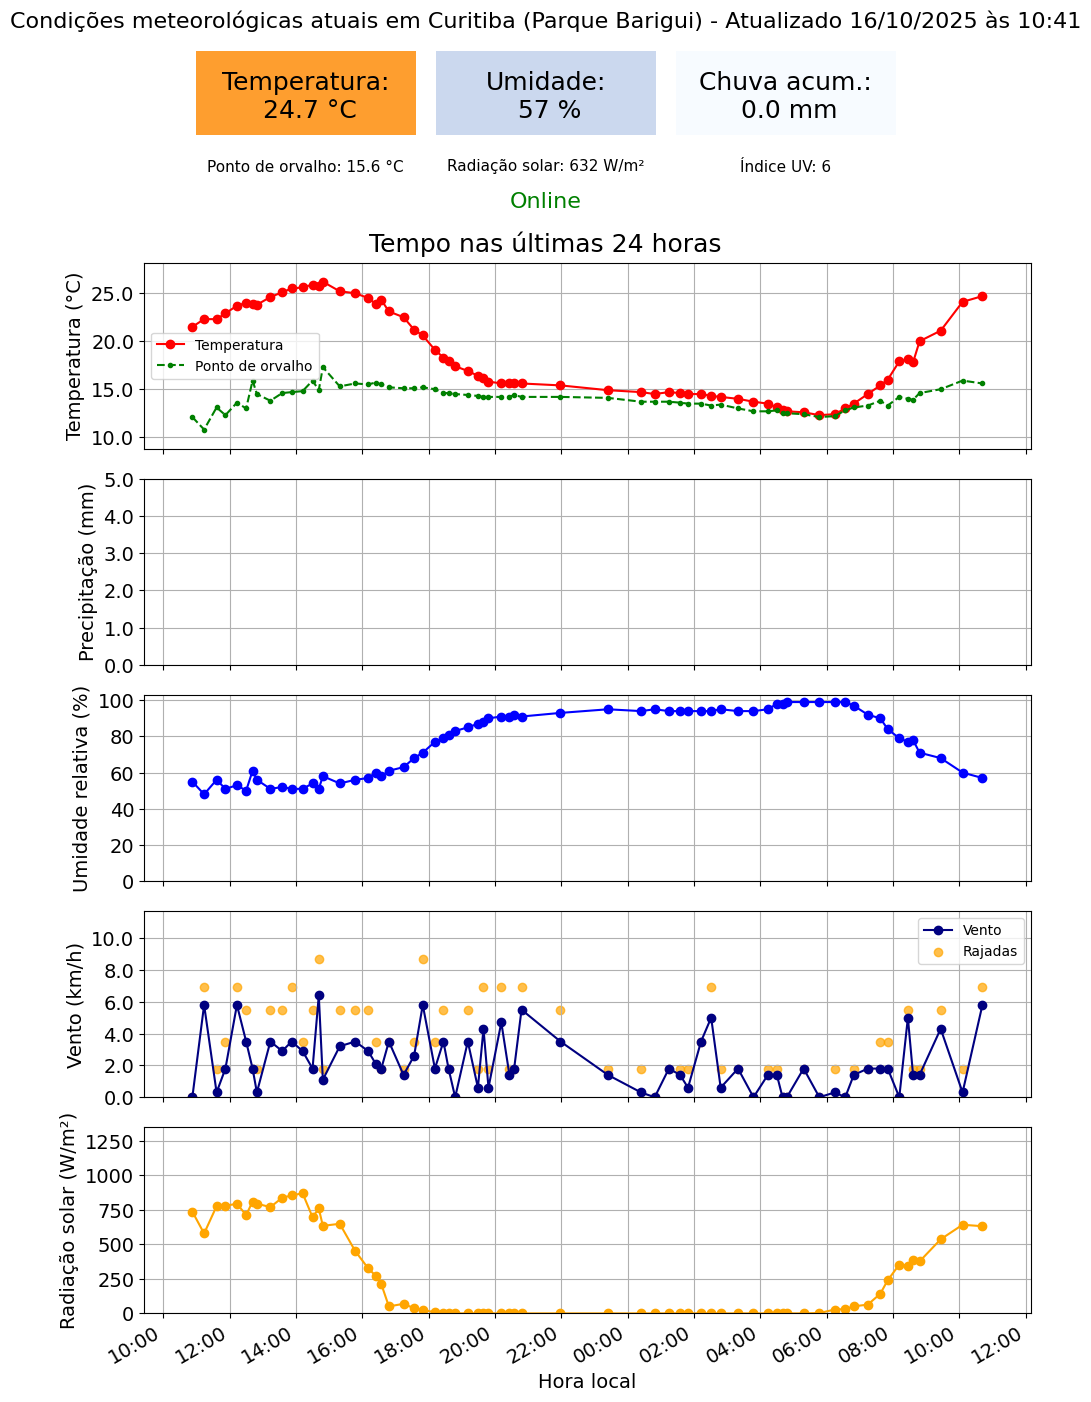 Condições meteorológicas atuais em Curitiba (Parque Barigui) - Atualizado 16/10/2025 às 10:41
Temperatura:
24.7 °C
Umidade:
57 %
Chuva acum.:
0.0 mm
Ponto de orvalho: 15.6 °C
Radiação solar: 632 W/m²
Índice UV: 6
Online
Tempo nas últimas 24 horas
Temperatura (°C)
25.0
20.0
15.0
10.0
Temperatura
Ponto de orvalho
Precipitação (mm)
5.0
4.0
3.0
2.0
1.0
0.0
Umidade relativa (%)
100
80
60
40
20
0
Vento (km/h)
10.0
8.0
6.0
4.0
2.0
0.0
Vento
Rajadas
Radiação solar (W/m²)
1250
1000
750
500
250
0
10:00
12:00
14:00
16:00
18:00
20:00
22:00
00:00
02:00
04:00
06:00
08:00
10:00
12:00
Hora local